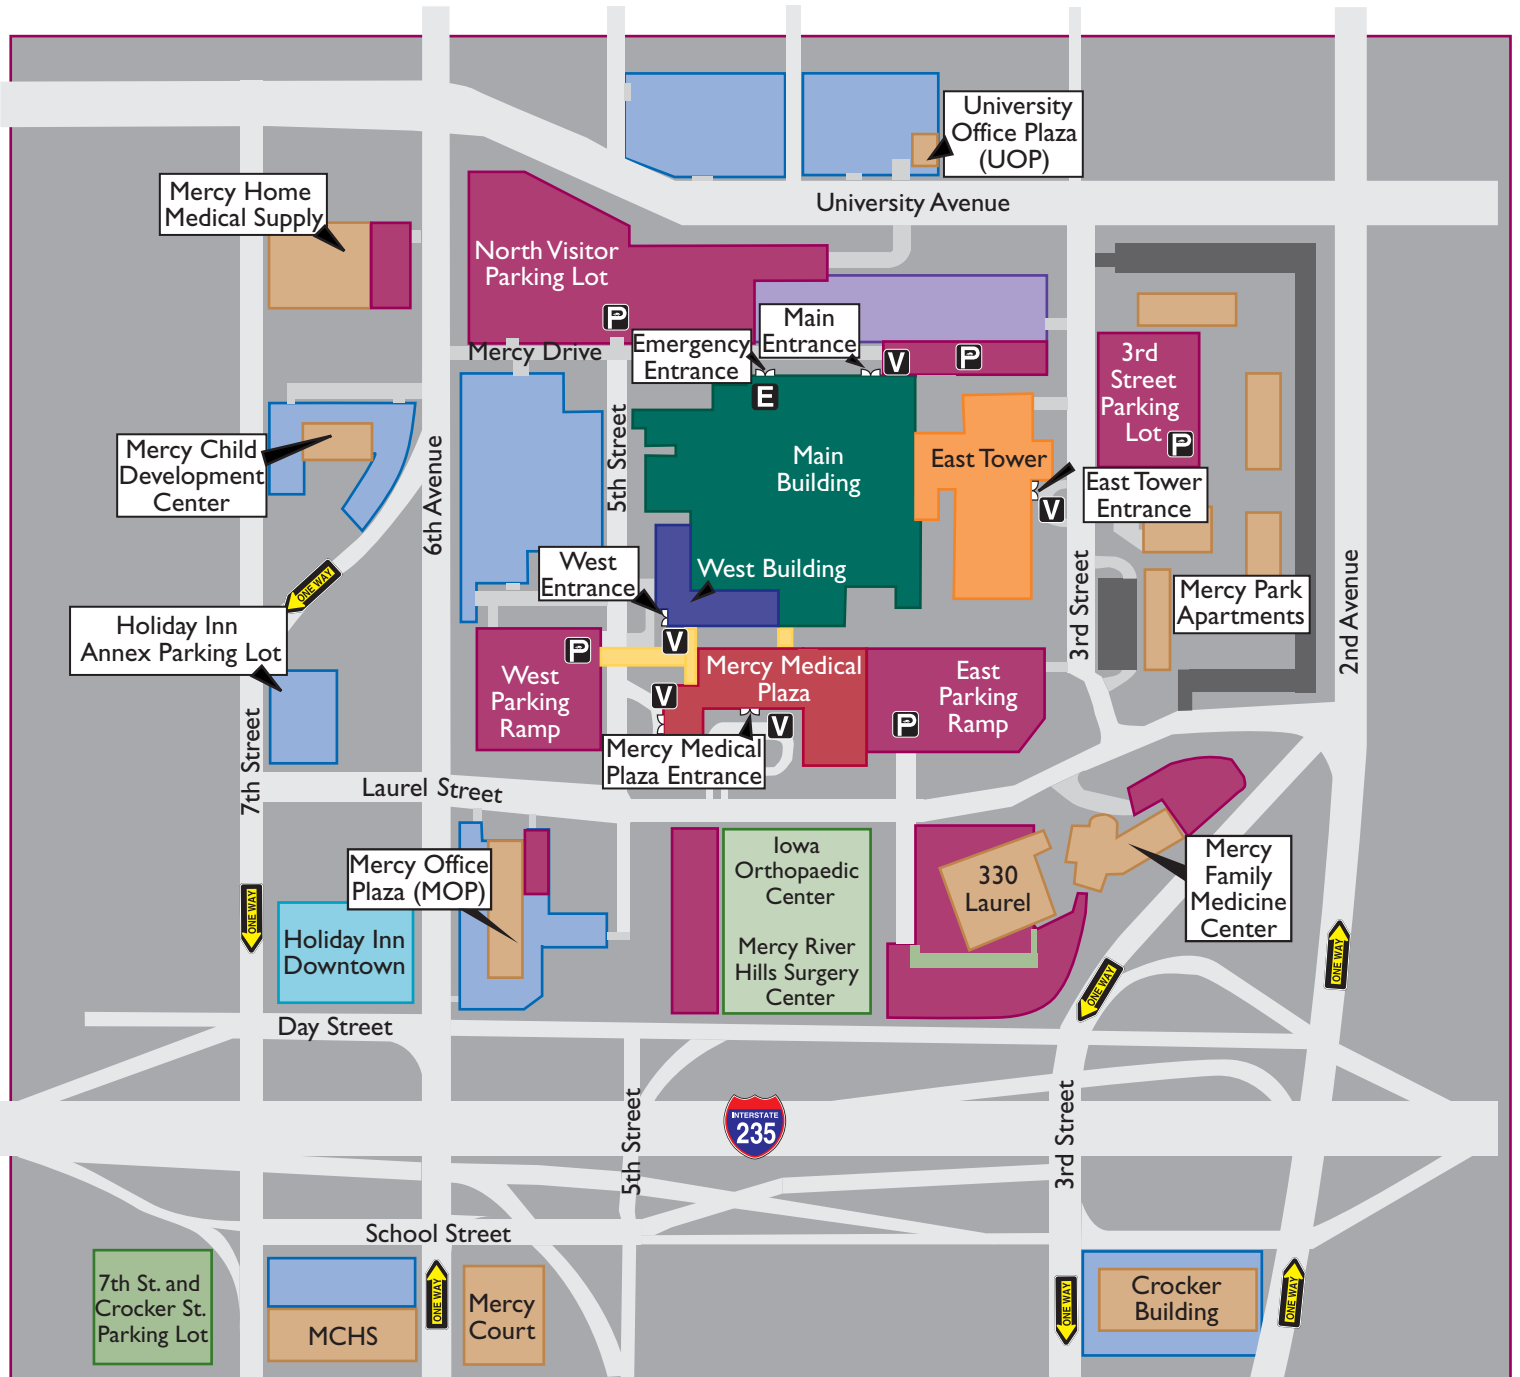 University
Office Plaza
(UOP)
Mercy Home
Medical Supply
University Avenue
North Visitor
Parking Lot
P
Main
Entrance
Emergency
Entrance
Mercy Drive
V
P
E
3rd
Street
Parking
Lot
P
Mercy Child
Development
Center
6th Avenue
5th Street
Main
Building
East Tower
East Tower
Entrance
V
West
Entrance
West Building
ONE WAY
3rd Street
Mercy Park
Apartments
2nd Avenue
Holiday Inn
Annex Parking Lot
P
V
West
Parking
Ramp
V
Mercy Medical
Plaza
V
East
Parking
Ramp
P
Mercy Medical
Plaza Entrance
7th Street
Laurel Street
Mercy Office
Plaza (MOP)
Iowa
Orthopaedic
Center
Mercy River
Hills Surgery
Center
330
Laurel
Mercy
Family
Medicine
Center
ONE WAY
Holiday Inn
Downtown
ONE WAY
ONE WAY
Day Street
5th Street
INTERSTATE
235
3rd Street
School Street
7th St. and
Crocker St.
Parking Lot
MCHS
ONE WAY
Mercy
Court
ONE WAY
Crocker
Building
ONE WAY